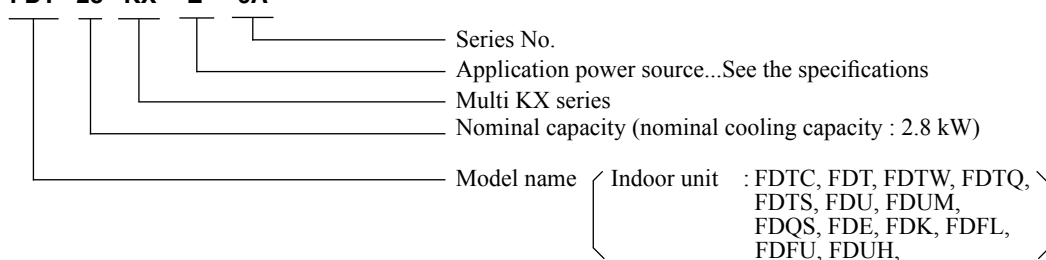 Series No.
Application power source...See the specifications
Multi KX series
Nominal capacity (nominal cooling capacity : 2.8 kW)
Model name Indoor unit : FDTC, FDT, FDTW, FDTQ,
FDTS, FDU, FDUM,
FDQS, FDE, FDK, FDFL,
FDFU, FDUH,